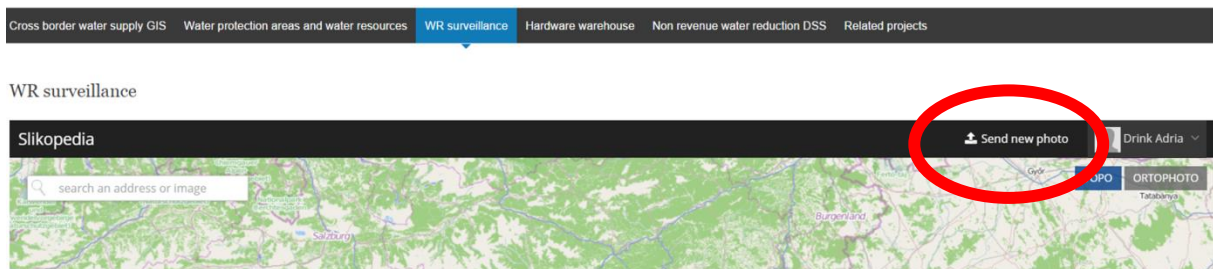 Cross border water supply GIS Water protection areas and water resources WR surveillance Hardware warehouse Non revenue water reduction DSS Related projects
WR surveillance
Slikopedia Send new photo Drink Adria
search an address or image ORTOPHOTO
Győr
Tatabánya
Burgenland
Salzburg